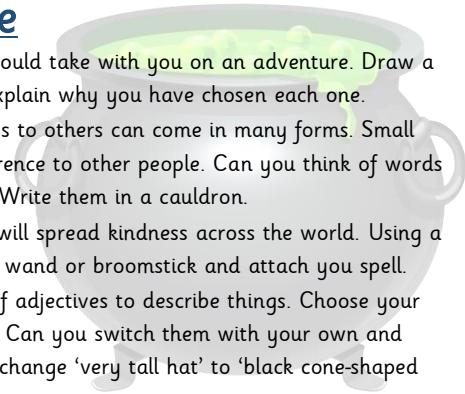 e
ould take with you on an adventure. Draw a
xplain why you have chosen each one.
s to others can come in many forms. Small
rence to other people. Can you think of words
Write them in a cauldron.
will spread kindness across the world. Using a
wand or broomstick and attach you spell.
f adjectives to describe things. Choose your
Can you switch them with your own and
change ‘very tall hat’ to ‘black cone-shaped